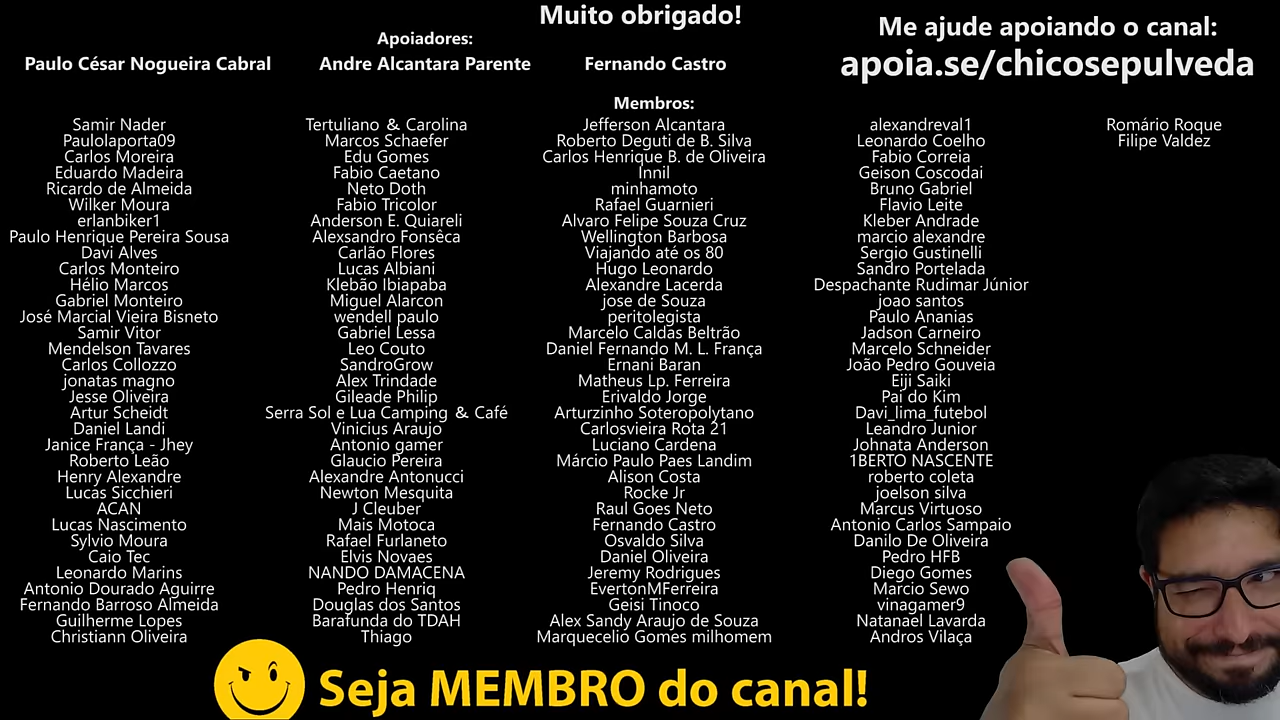 Muito obrigado!
Me ajude apoiando o canal:
apoia.se/chicosepulveda
Apoiadores:
Paulo César Nogueira Cabral
Andre Alcantara Parente
Fernando Castro
Membros:
Samir Nader
Paulolaporta09
Carlos Moreira
Eduardo Madeira
Ricardo de Almeida
Wilker Moura
erlanbiker1
Paulo Henrique Pereira Sousa
Davi Alves
Carlos Monteiro
Hélio Marcos
Gabriel Monteiro
José Marcial Vieira Bisneto
Samir Vitor
Mendelson Tavares
Carlos Collozzo
jonatas magno
Jesse Oliveira
Artur Scheidt
Daniel Landi
Janice França - Jhey
Roberto Leão
Henry Alexandre
Lucas Sicchieri
ACAN
Lucas Nascimento
Sylvio Moura
Caio Tec
Leonardo Marins
Antonio Dourado Aguirre
Fernando Barroso Almeida
Guilherme Lopes
Christiann Oliveira
Tertuliano & Carolina
Marcos Schaefer
Edu Gomes
Fabio Caetano
Neto Doth
Fabio Tricolor
Anderson E. Quiareli
Alexsandro Fonsêca
Carlão Flores
Lucas Albiani
Klebão Ibiapaba
Miguel Alarcon
wendell paulo
Gabriel Lessa
Leo Couto
SandroGrow
Alex Trindade
Gileade Philip
Serra Sol e Lua Camping & Café
Vinicius Araujo
Antonio gamer
Glaucio Pereira
Alexandre Antonucci
Newton Mesquita
J Cleuber
Mais Motoca
Rafael Furlaneto
Elvis Novaes
NANDO DAMACENA
Pedro Henriq
Douglas dos Santos
Barafunda do TDAH
Thiago
Jefferson Alcantara
Roberto Deguti de B. Silva
Carlos Henrique B. de Oliveira
Innil
minhamoto
Rafael Guarnieri
Alvaro Felipe Souza Cruz
Wellington Barbosa
Viajando até os 80
Hugo Leonardo
Alexandre Lacerda
jose de Souza
peritolegista
Marcelo Caldas Beltrão
Daniel Fernando M. L. França
Ernani Baran
Matheus Lp. Ferreira
Erivaldo Jorge
Arturzinho Soteropolytano
Carlosvieira Rota 21
Luciano Cardena
Márcio Paulo Paes Landim
Alison Costa
Rocke Jr
Raul Goes Neto
Fernando Castro
Osvaldo Silva
Daniel Oliveira
Jeremy Rodrigues
EvertonMFerreira
Geisi Tinoco
Alex Sandy Araujo de Souza
Marquecelio Gomes milhomem
alexandreval1
Leonardo Coelho
Fabio Correia
Geison Coscodai
Bruno Gabriel
Flavio Leite
Kleber Andrade
marcio alexandre
Sergio Gustinelli
Sandro Portelada
Despachante Rudimar Júnior
joao santos
Paulo Ananias
Jadson Carneiro
Marcelo Schneider
João Pedro Gouveia
Eiji Saiki
Pai do Kim
Davi_lima_futebol
Leandro Junior
Johnata Anderson
1BERTO NASCENTE
roberto coleta
joelson silva
Marcus Virtuoso
Antonio Carlos Sampaio
Danilo De Oliveira
Pedro HFB
Diego Gomes
Marcio Sewo
vinagamer9
Natanael Lavarda
Andros Vilaça
Romário Roque
Filipe Valdez
Seja MEMBRO do canal!